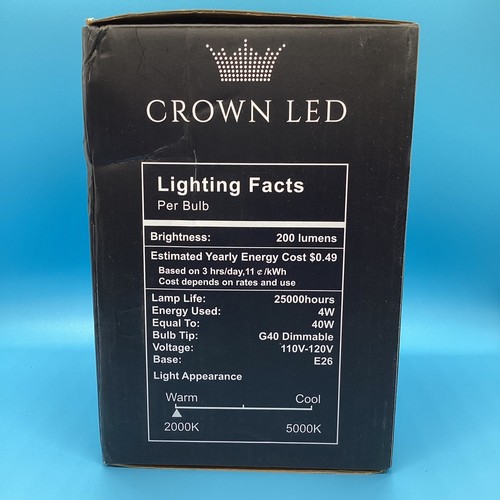 CROWN LED
Lighting Facts
Per Bulb
Brightness: 200 lumens
Estimated Yearly Energy Cost $0.49
Based on 3 hrs/day,11 ¢/kWh
Cost depends on rates and use
Lamp Life: 25000hours
Energy Used: 4W
Equal To: 40W
Bulb Tip: G40 Dimmable
Voltage: 110V-120V
Base: E26
Light Appearance
Warm Cool
2000K 5000K